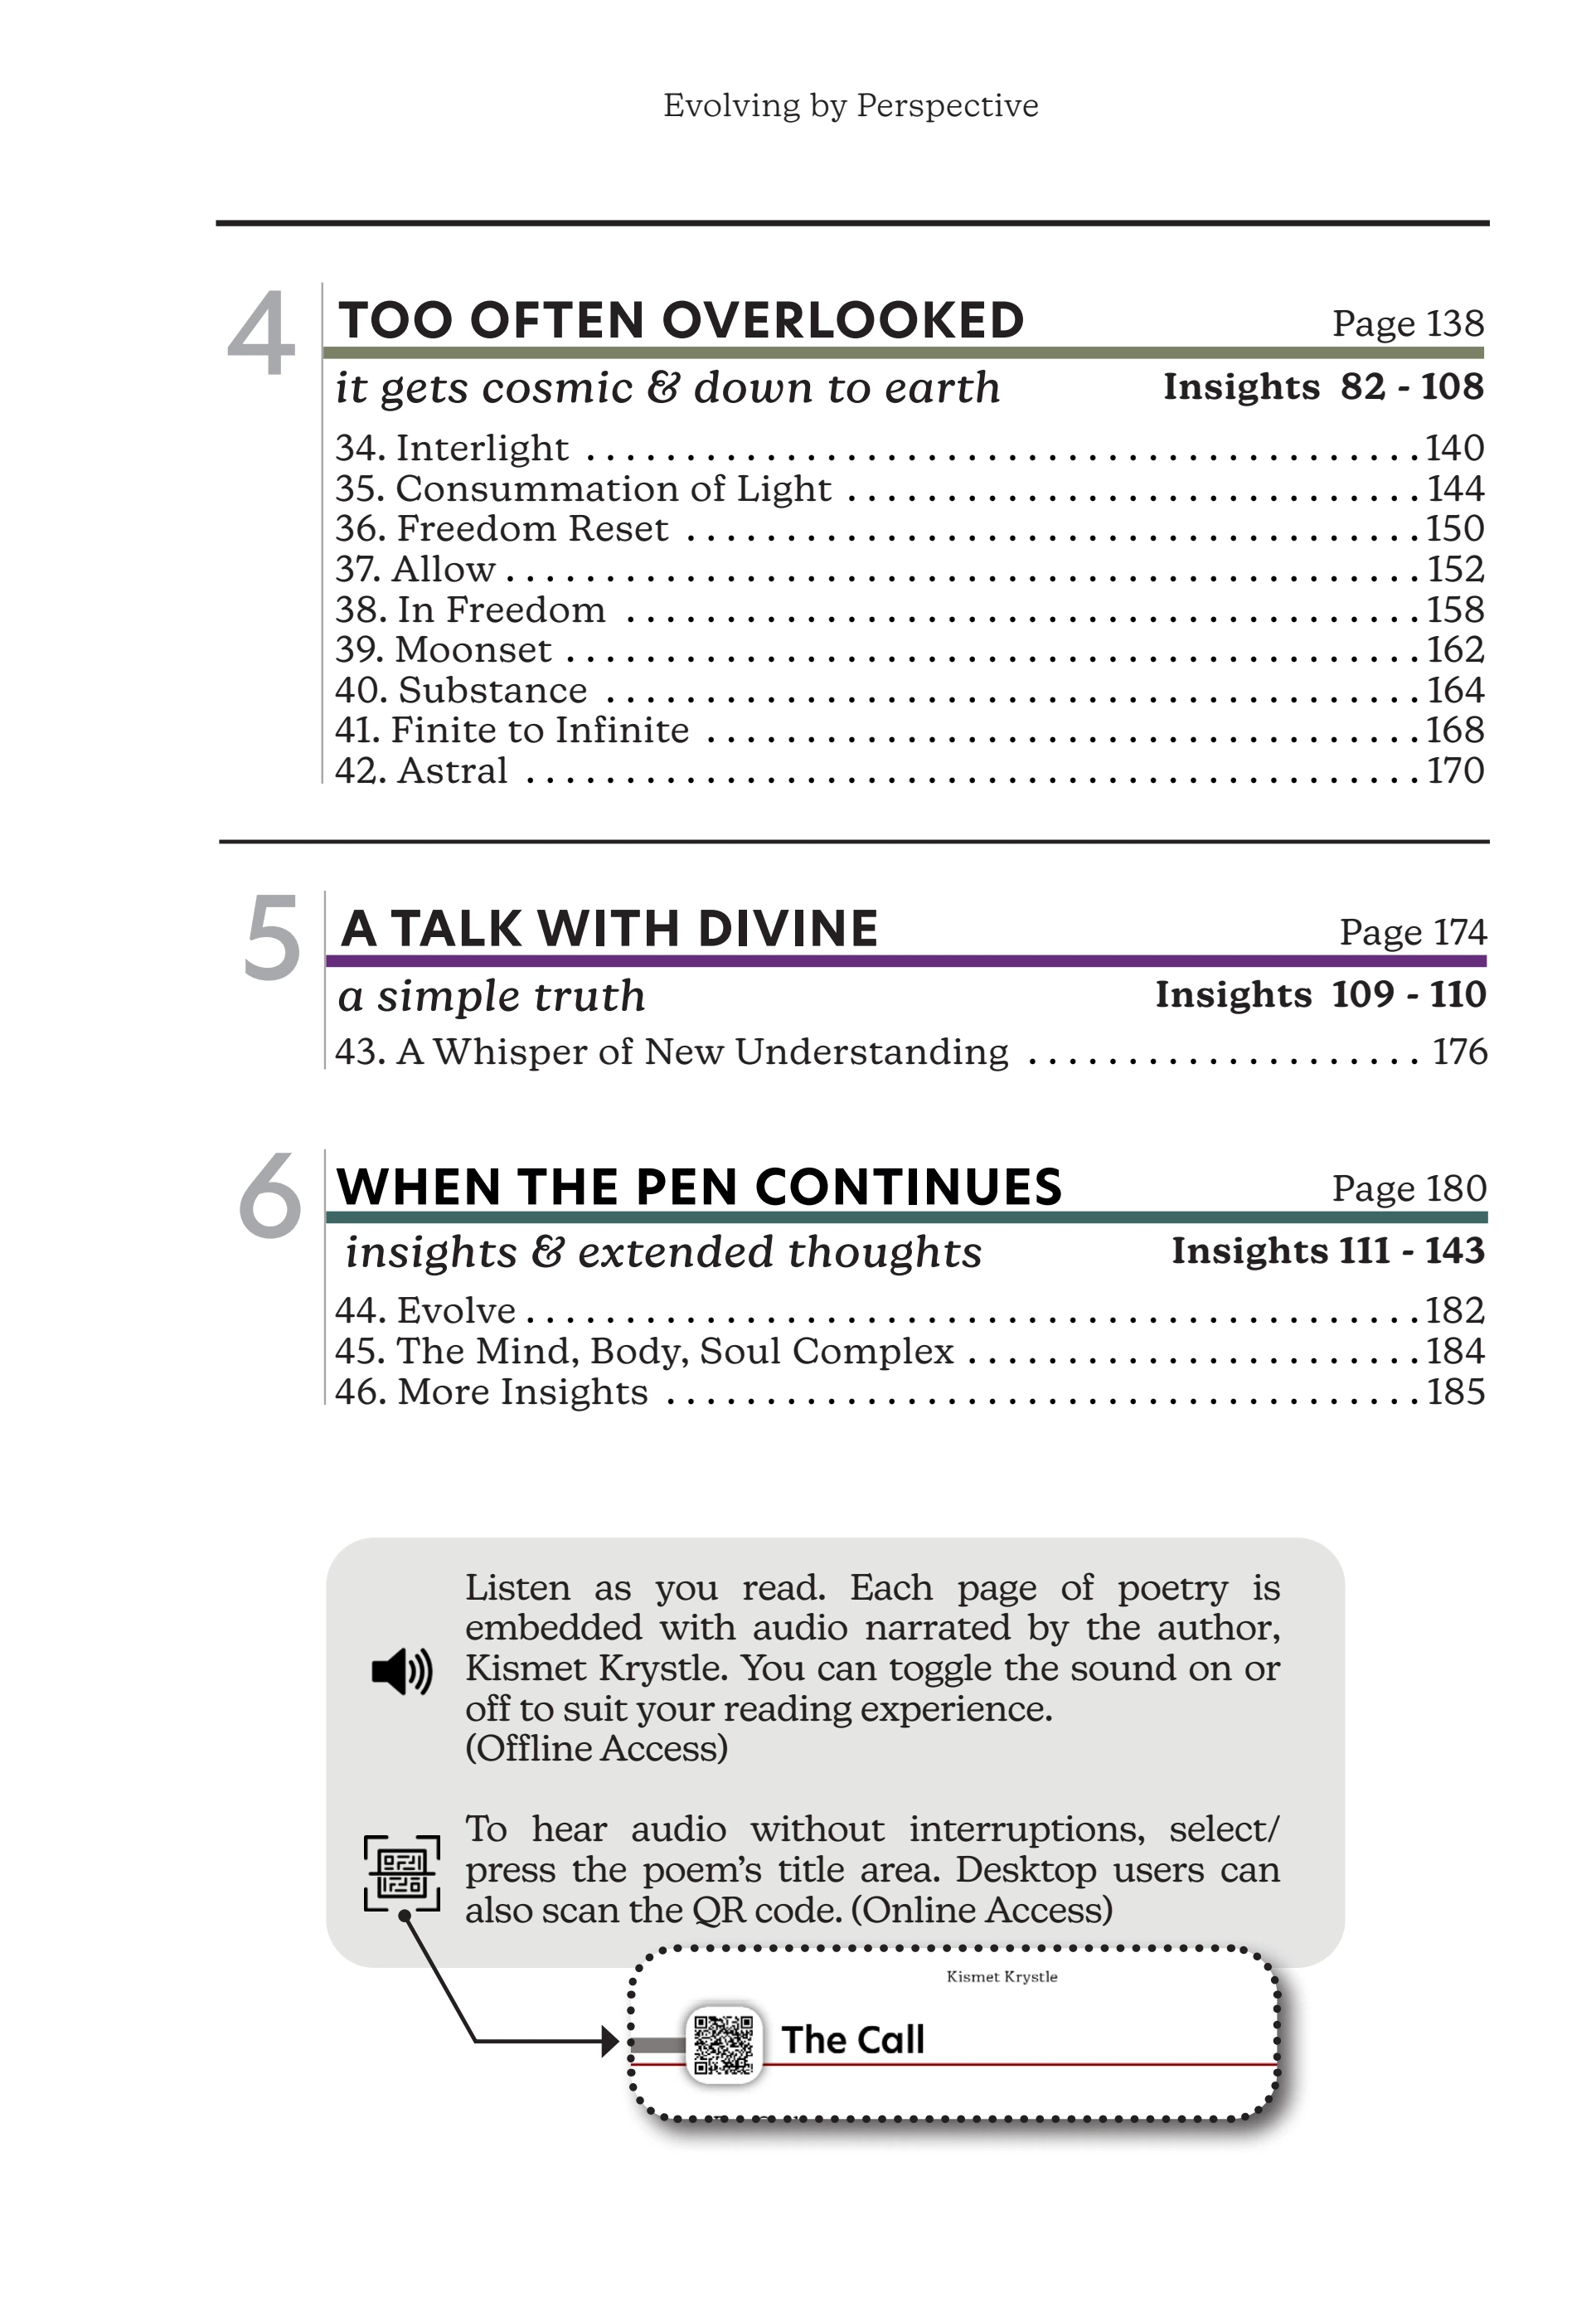 Evolving by Perspective
4 TOO OFTEN OVERLOOKED Page 138
it gets cosmic & down to earth Insights 82 - 108
34. Interlight . . . . . . . . . . . . . . . . . . . . . . . . . . . . . . . . . . . . . . . . . . 140
35. Consummation of Light . . . . . . . . . . . . . . . . . . . . . . . . . . . . . 144
36. Freedom Reset . . . . . . . . . . . . . . . . . . . . . . . . . . . . . . . . . . . . . 150
37. Allow . . . . . . . . . . . . . . . . . . . . . . . . . . . . . . . . . . . . . . . . . . . . . . 152
38. In Freedom . . . . . . . . . . . . . . . . . . . . . . . . . . . . . . . . . . . . . . . . 158
39. Moonset . . . . . . . . . . . . . . . . . . . . . . . . . . . . . . . . . . . . . . . . . . . 162
40. Substance . . . . . . . . . . . . . . . . . . . . . . . . . . . . . . . . . . . . . . . . . 164
41. Finite to Infinite . . . . . . . . . . . . . . . . . . . . . . . . . . . . . . . . . . . . 168
42. Astral . . . . . . . . . . . . . . . . . . . . . . . . . . . . . . . . . . . . . . . . . . . . . 170
5 A TALK WITH DIVINE Page 174
a simple truth Insights 109 - 110
43. A Whisper of New Understanding . . . . . . . . . . . . . . . . . . . . 176
6 WHEN THE PEN CONTINUES Page 180
insights & extended thoughts Insights 111 - 143
44. Evolve . . . . . . . . . . . . . . . . . . . . . . . . . . . . . . . . . . . . . . . . . . . . . 182
45. The Mind, Body, Soul Complex . . . . . . . . . . . . . . . . . . . . . . . 184
46. More Insights . . . . . . . . . . . . . . . . . . . . . . . . . . . . . . . . . . . . . . 185
Listen as you read. Each page of poetry is
embedded with audio narrated by the author,
Kismet Krystle. You can toggle the sound on or
off to suit your reading experience.
(Offline Access)
To hear audio without interruptions, select/
press the poem's title area. Desktop users can
also scan the QR code. (Online Access)
Kismet Krystle
The Call